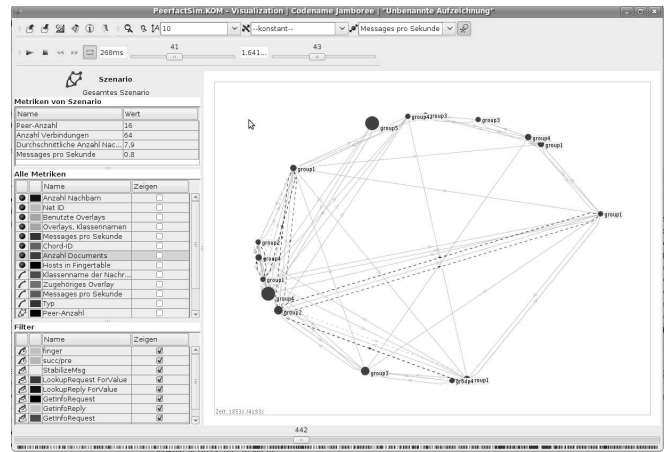 PeerfactSim.KOM - Visualization | Codename Jamboree | "Unbenannte Aufzeichnung"
10 --konstant-- Messages pro Sekunde
268ms 41 1.641... 43
Szenario
Gesamtes Szenario
Metriken von Szenario
Name Wert
Peer-Anzahl 16
Anzahl Verbindungen 64
Durchschnittliche Anzahl Nac... 7,9
Messages pro Sekunde 0.8
Alle Metriken
Name Zeigen
Anzahl Nachbarn
Net ID
Benutzte Overlays
Overlays, Klassennamen
Messages pro Sekunde
Chord-ID
Anzahl Documents
Hosts in Fingertable
Klassenname der Nachr...
Zugehöriges Overlay
Messages pro Sekunde
Typ
Peer-Anzahl
Filter
Name Zeigen
finger
succ/pre
StabilizeMsg
LookupRequest ForValue
LookupReply ForValue
GetInfoRequest
GetInfoReply
GetInfoRequest
group5
group3
group3
group4
group1
group1
group1
group2
group4
group1
group4
group2
group3
group4
Zeit: 1853s /4193s
442